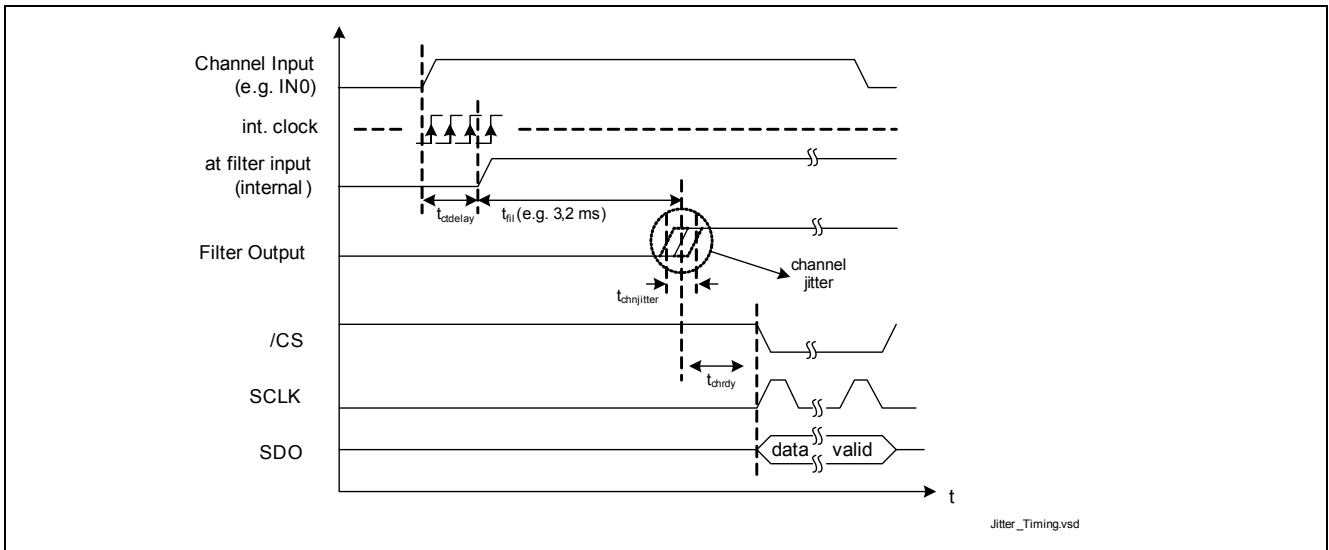 Channel Input
(e.g. IN0)
int. clock
at filter input
(internal)
tctdelay
tfil (e.g. 3,2 ms)
Filter Output
channel
jitter
tchnjitter
/CS
tchrdy
SCLK
SDO
data valid
t
Jitter_Timing.vsd